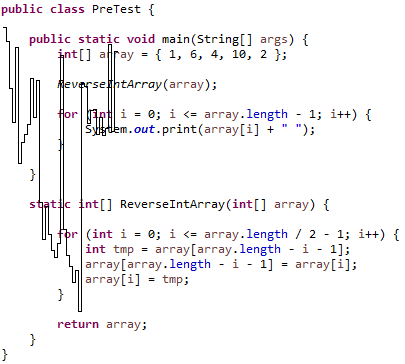 public class PreTest {
public static void main(String[] args) {
int[] array = { 1, 6, 4, 10, 2 };
ReverseIntArray(array);
for (int i = 0; i <= array.length - 1; i++) {
System.out.print(array[i] + " ");
}
}
static int[] ReverseIntArray(int[] array) {
for (int i = 0; i <= array.length / 2 - 1; i++) {
int tmp = array[array.length - i - 1];
array[array.length - i - 1] = array[i];
array[i] = tmp;
}
return array;
}
}